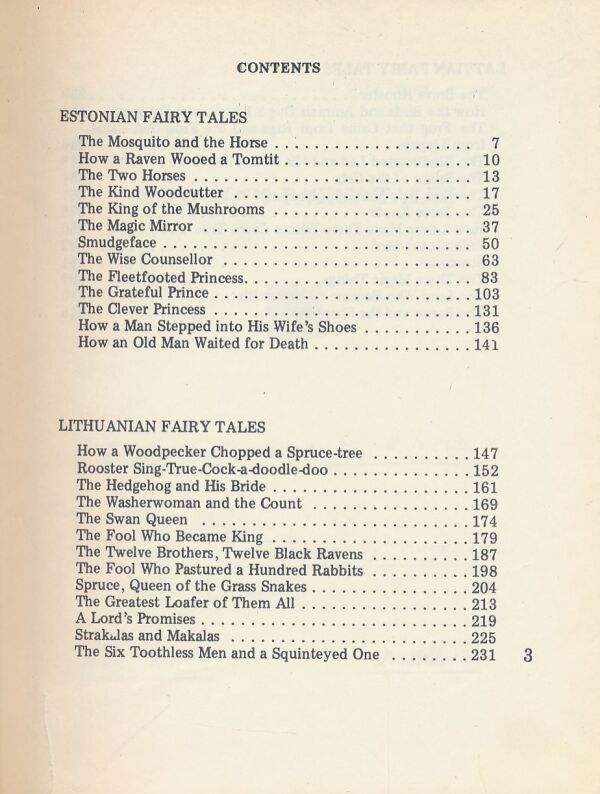 CONTENTS
ESTONIAN FAIRY TALES
The Mosquito and the Horse . . . . . . . . . . . . . . . . . . . . 7
How a Raven Wooed a Tomtit . . . . . . . . . . . . . . . . . . . 10
The Two Horses . . . . . . . . . . . . . . . . . . . . . . . . . . . 13
The Kind Woodcutter . . . . . . . . . . . . . . . . . . . . . . . . 17
The King of the Mushrooms . . . . . . . . . . . . . . . . . . . . 25
The Magic Mirror . . . . . . . . . . . . . . . . . . . . . . . . . . 37
Smudgeface . . . . . . . . . . . . . . . . . . . . . . . . . . . . . . 50
The Wise Counsellor . . . . . . . . . . . . . . . . . . . . . . . . 63
The Fleetfooted Princess. . . . . . . . . . . . . . . . . . . . . . . 83
The Grateful Prince . . . . . . . . . . . . . . . . . . . . . . . . . 103
The Clever Princess . . . . . . . . . . . . . . . . . . . . . . . . . 131
How a Man Stepped into His Wife's Shoes . . . . . . . . . . . 136
How an Old Man Waited for Death . . . . . . . . . . . . . . . . 141
LITHUANIAN FAIRY TALES
How a Woodpecker Chopped a Spruce-tree . . . . . . . . . . 147
Rooster Sing-True-Cock-a-doodle-doo . . . . . . . . . . . . . . 152
The Hedgehog and His Bride . . . . . . . . . . . . . . . . . . . . 161
The Washerwoman and the Count . . . . . . . . . . . . . . . . . 169
The Swan Queen . . . . . . . . . . . . . . . . . . . . . . . . . . . 174
The Fool Who Became King . . . . . . . . . . . . . . . . . . . . . 179
The Twelve Brothers, Twelve Black Ravens . . . . . . . . . . . 187
The Fool Who Pastured a Hundred Rabbits . . . . . . . . . . . 198
Spruce, Queen of the Grass Snakes . . . . . . . . . . . . . . . . 204
The Greatest Loafer of Them All . . . . . . . . . . . . . . . . . 213
A Lord's Promises . . . . . . . . . . . . . . . . . . . . . . . . . . 219
Strakalas and Makalas . . . . . . . . . . . . . . . . . . . . . . . . 225
The Six Toothless Men and a Squinteyed One . . . . . . . . 231
3